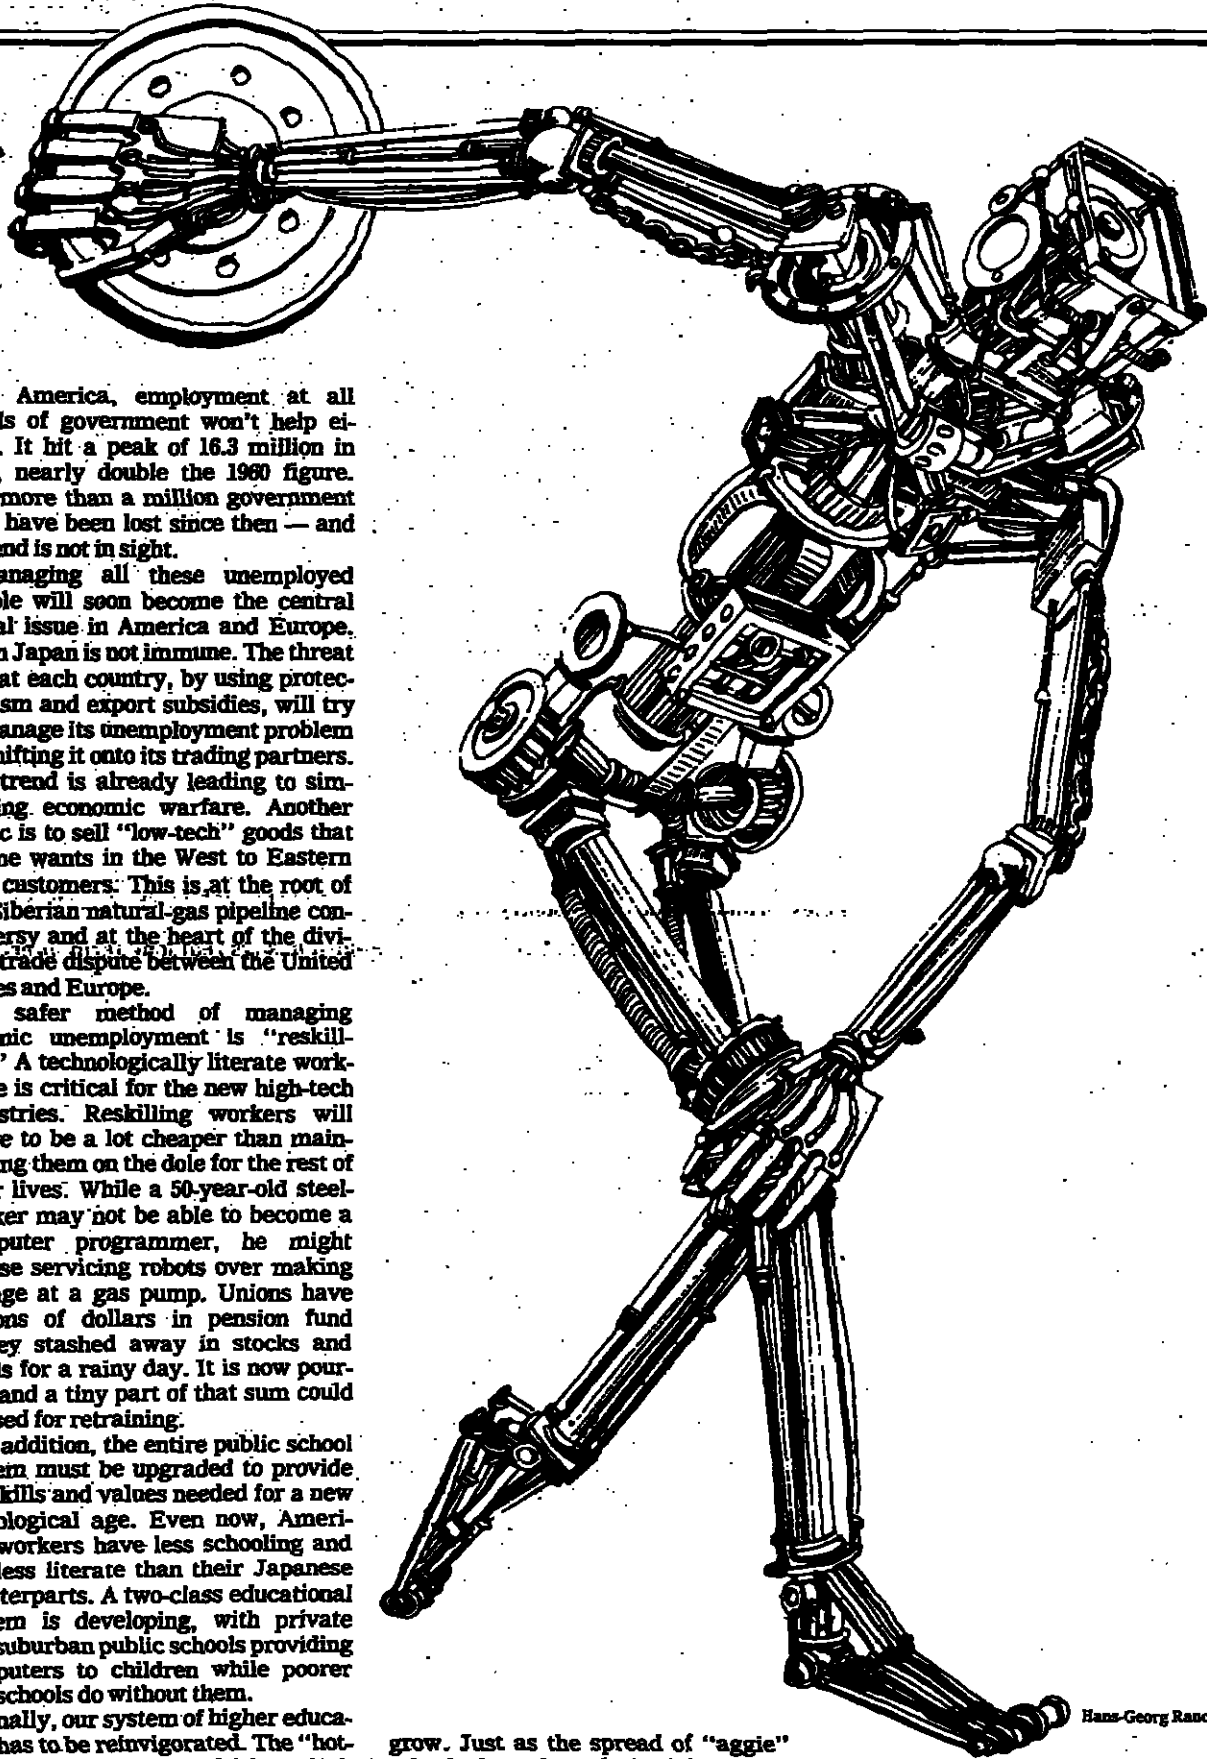 America, employment at all
ls of government won't help ei-
. It hit a peak of 16.3 million in
, nearly double the 1980 figure.
more than a million government
have been lost since then — and
nd is not in sight.
anaging all these unemployed
ple will soon become the central
al issue in America and Europe.
n Japan is not immune. The threat
at each country, by using protec-
sm and export subsidies, will try
anage its unemployment problem
hifting it onto its trading partners.
trend is already leading to sim-
ing economic warfare. Another
c is to sell "low-tech" goods that
ne wants in the West to Eastern
customers. This is at the root of
Siberian natural-gas pipeline con-
ersy and at the heart of the divi-
trade dispute between the United
es and Europe.
safer method of managing
nic unemployment is "reskill-
" A technologically literate work-
e is critical for the new high-tech
stries. Reskilling workers will
e to be a lot cheaper than main-
ng them on the dole for the rest of
r lives. While a 50-year-old steel-
ker may not be able to become a
puter programmer, he might
se servicing robots over making
ge at a gas pump. Unions have
ons of dollars in pension fund
ey stashed away in stocks and
ls for a rainy day. It is now pour-
and a tiny part of that sum could
sed for retraining.
addition, the entire public school
em must be upgraded to provide
kills and values needed for a new
ological age. Even now, Ameri-
workers have less schooling and
less literate than their Japanese
terparts. A two-class educational
em is developing, with private
suburban public schools providing
puters to children while poorer
schools do without them.
nally, our system of higher educa-
has to be reinvigorated. The "hot-
grow. Just as the spread of "aggie"
Hans-Georg Rauc